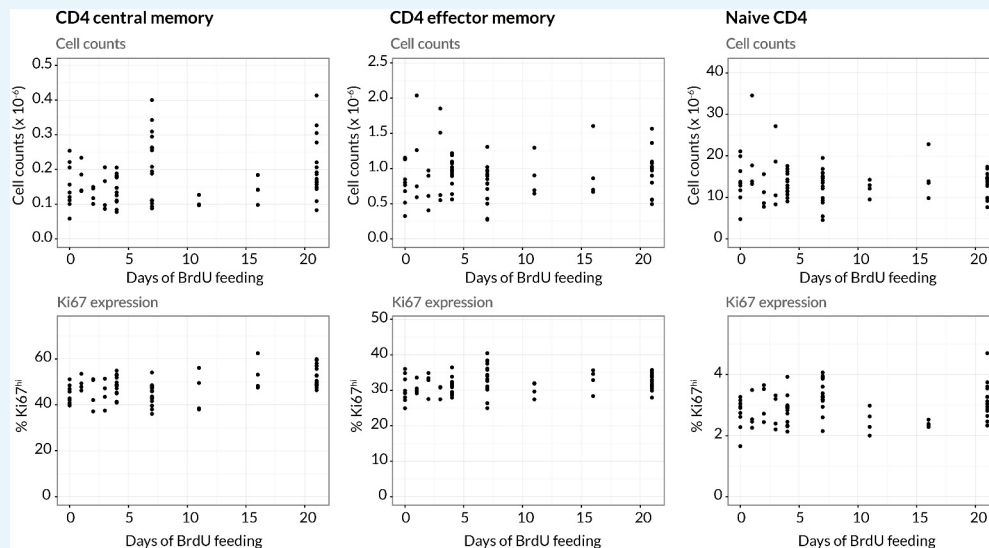 CD4 central memory
Cell counts
Cell counts (x 10⁻⁶)
0.5
0.4
0.3
0.2
0.1
0.0
0 5 10 15 20
Days of BrdU feeding
CD4 effector memory
Cell counts
Cell counts (x 10⁻⁶)
2.5
2.0
1.5
1.0
0.5
0.0
0 5 10 15 20
Days of BrdU feeding
Naive CD4
Cell counts
Cell counts (x 10⁻⁶)
40
30
20
10
0
0 5 10 15 20
Days of BrdU feeding
Ki67 expression
% Ki67ʰⁱ
60
40
20
0
0 5 10 15 20
Days of BrdU feeding
Ki67 expression
% Ki67ʰⁱ
50
40
30
20
10
0
0 5 10 15 20
Days of BrdU feeding
Ki67 expression
% Ki67ʰⁱ
4
2
0
0 5 10 15 20
Days of BrdU feeding